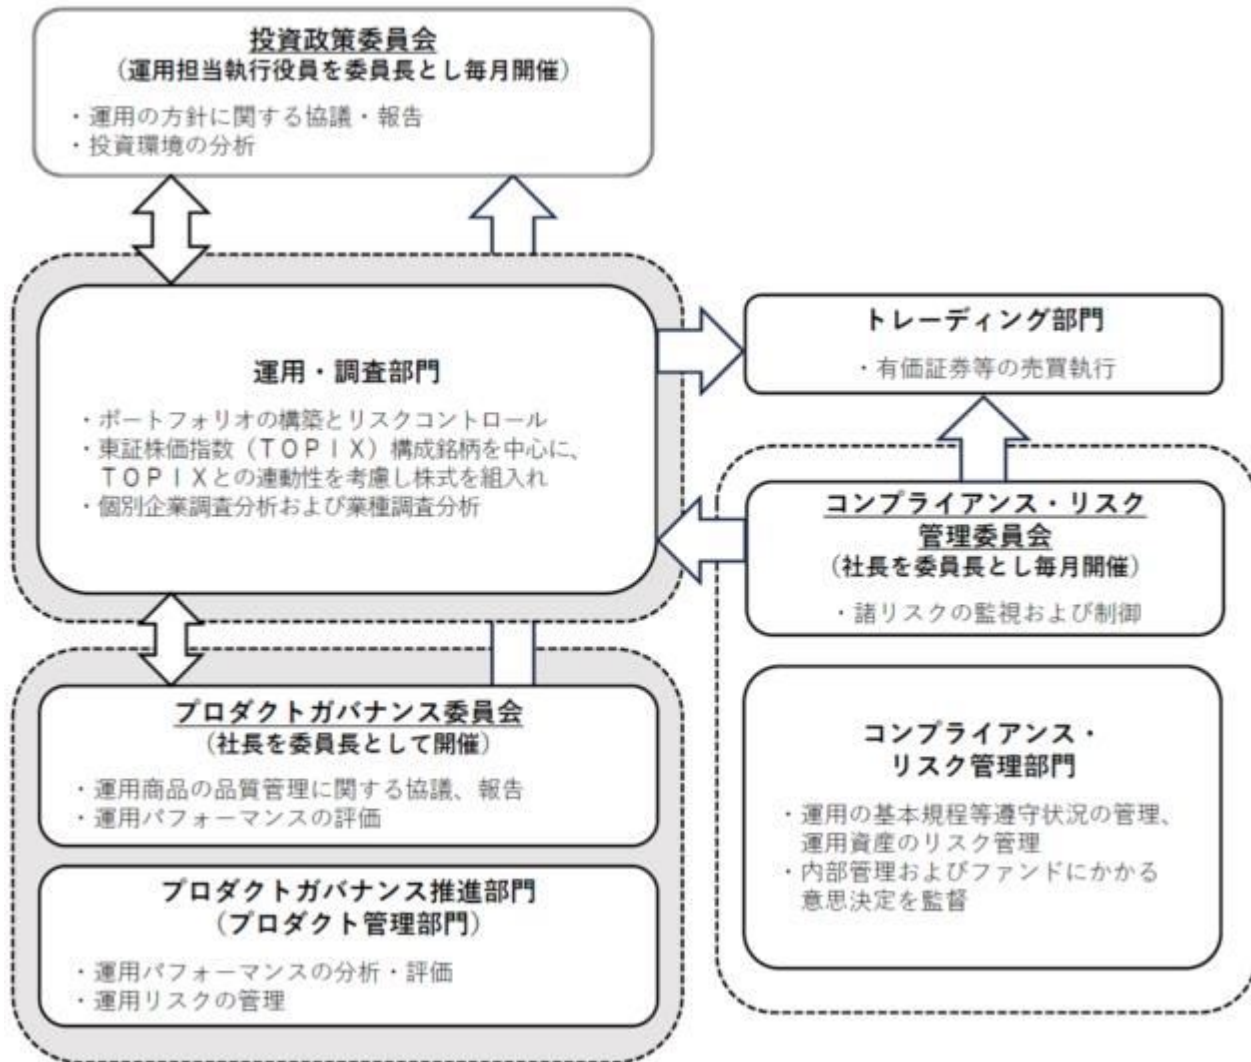 投資政策委員会
（運用担当執行役員を委員長とし毎月開催）
・運用の方針に関する協議・報告
・投資環境の分析
運用・調査部門
・ポートフォリオの構築とリスクコントロール
・東証株価指数（ＴＯＰＩＸ）構成銘柄を中心に、
ＴＯＰＩＸとの連動性を考慮し株式を組入れ
・個別企業調査分析および業種調査分析
トレーディング部門
・有価証券等の売買執行
コンプライアンス・リスク
管理委員会
（社長を委員長とし毎月開催）
・諸リスクの監視および制御
プロダクトガバナンス委員会
（社長を委員長として開催）
・運用商品の品質管理に関する協議、報告
・運用パフォーマンスの評価
プロダクトガバナンス推進部門
（プロダクト管理部門）
・運用パフォーマンスの分析・評価
・運用リスクの管理
コンプライアンス・
リスク管理部門
・運用の基本規程等遵守状況の管理、
運用資産のリスク管理
・内部管理およびファンドにかかる
意思決定を監督